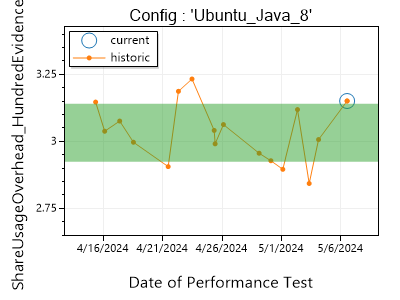 Config : 'Ubuntu_Java_8'
current
historic
ShareUsageOverhead_HundredEvidence
3.25
3
2.75
4/16/2024 4/21/2024 4/26/2024 5/1/2024 5/6/2024
Date of Performance Test